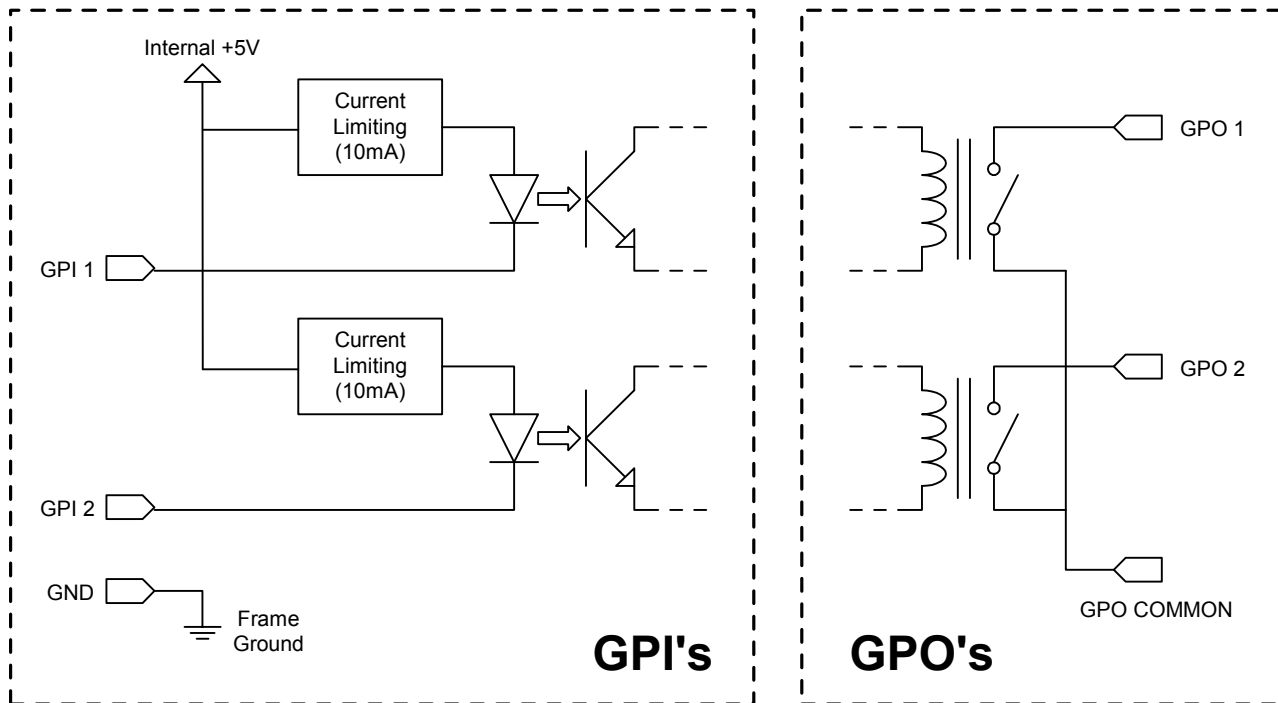 Internal +5V
Current
Limiting
(10mA)
GPI 1
Current
Limiting
(10mA)
GPI 2
GND
Frame
Ground
GPI's
GPO 1
GPO 2
GPO COMMON
GPO's